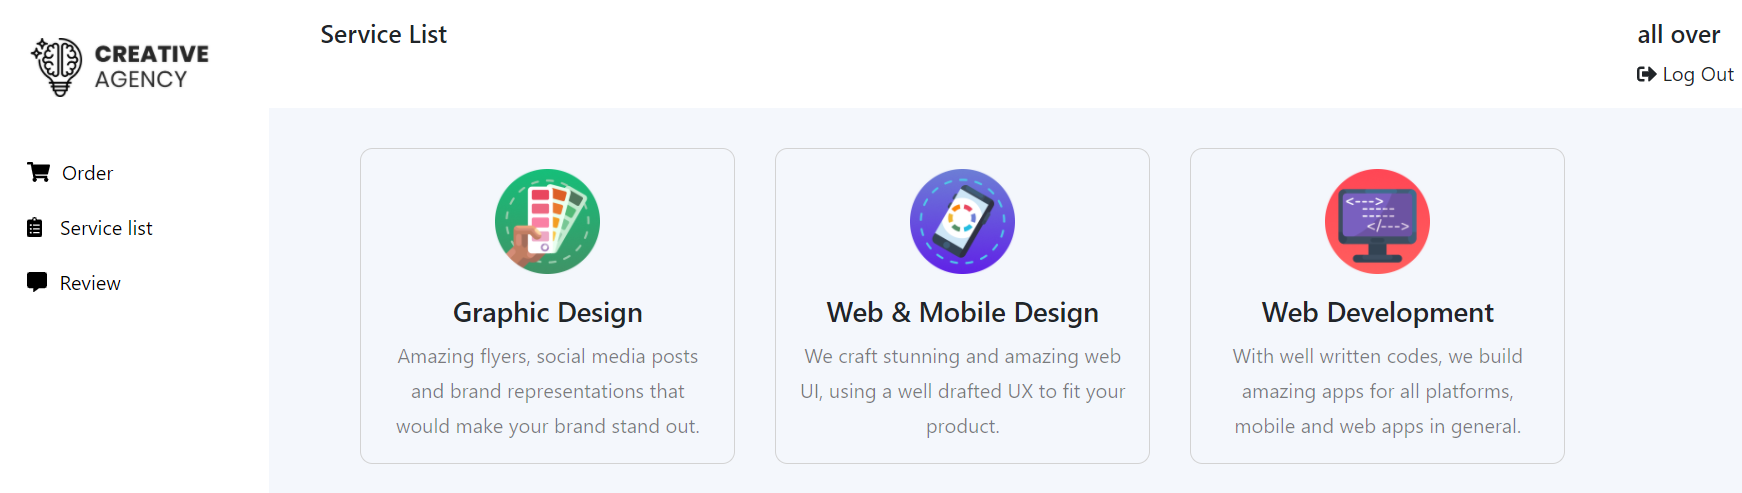 CREATIVE
AGENCY
Order
Service list
Review
Service List
all over
Log Out
Graphic Design
Amazing flyers, social media posts
and brand representations that
would make your brand stand out.
Web & Mobile Design
We craft stunning and amazing web
UI, using a well drafted UX to fit your
product.
<--->
</--->
Web Development
With well written codes, we build
amazing apps for all platforms,
mobile and web apps in general.